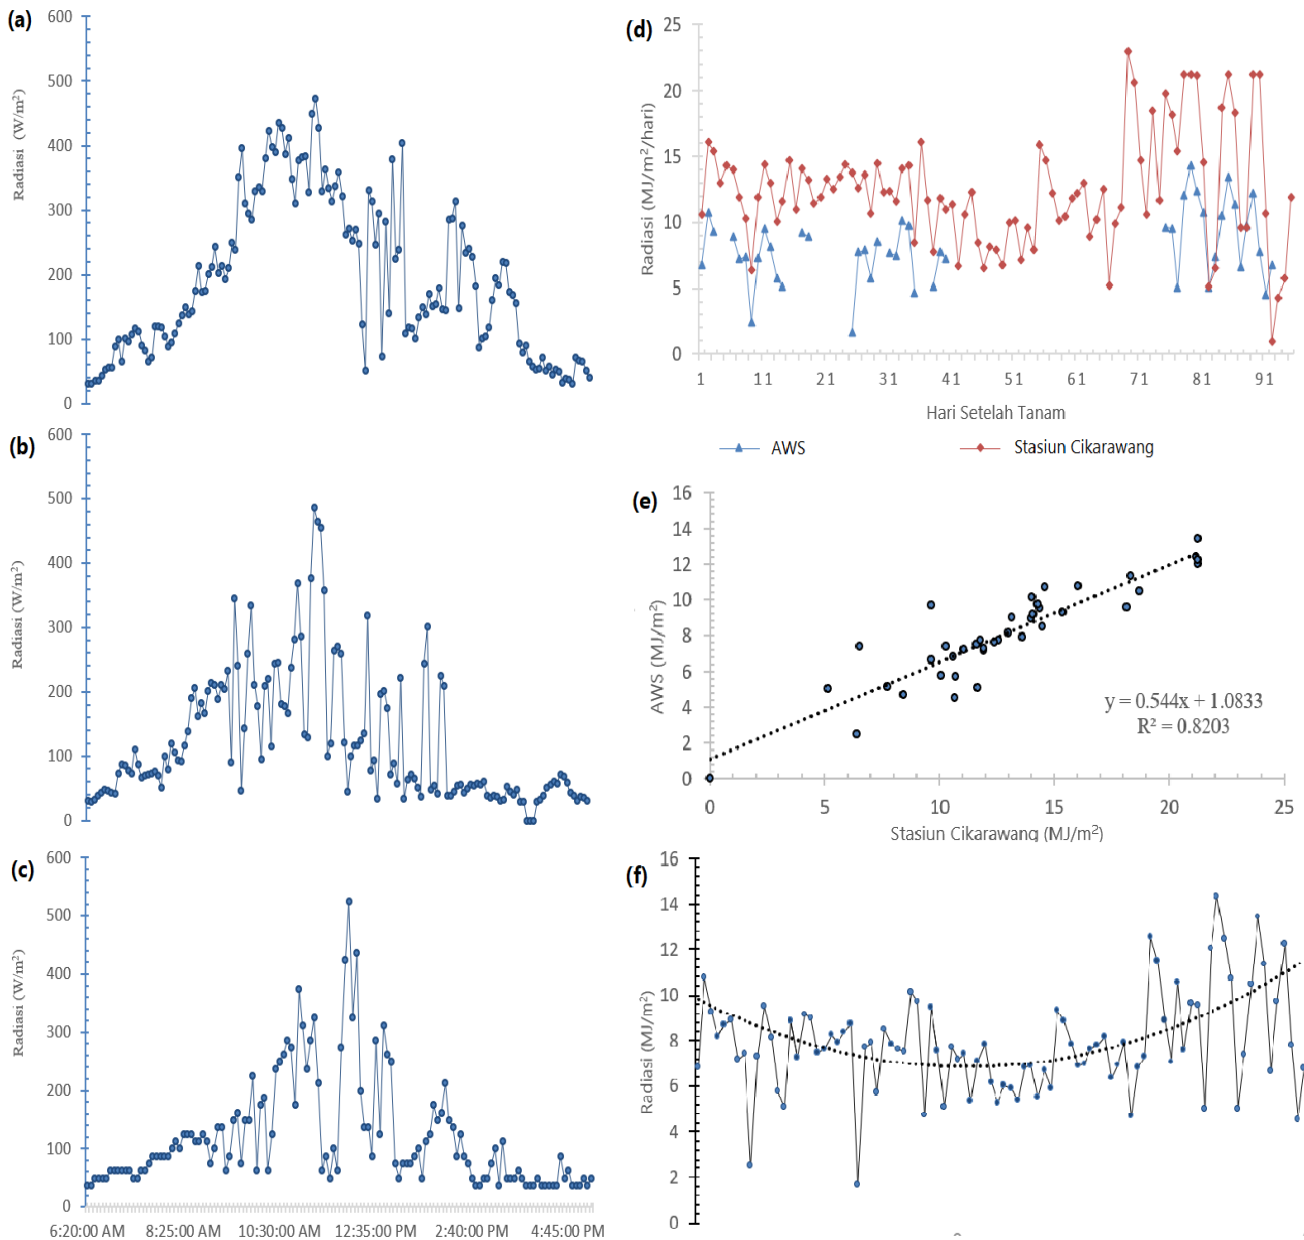 (a)
600
500
400
300
200
100
0
Radiasi (W/m²)
(b)
600
500
400
300
200
100
0
Radiasi (W/m²)
(c)
600
500
400
300
200
100
0
Radiasi (W/m²)
6:20:00 AM 8:25:00 AM 10:30:00 AM 12:35:00 PM 2:40:00 PM 4:45:00 PM
(d)
25
20
15
10
5
0
Radiasi (MJ/m²/hari)
1 11 21 31 41 51 61 71 81 91
Hari Setelah Tanam
AWS Stasiun Cikarawang
(e)
16
14
12
10
8
6
4
2
0
AWS (MJ/m²)
y = 0.544x + 1.0833
R² = 0.8203
0 5 10 15 20 25
Stasiun Cikarawang (MJ/m²)
(f)
16
14
12
10
8
6
4
2
0
Radiasi (MJ/m²)